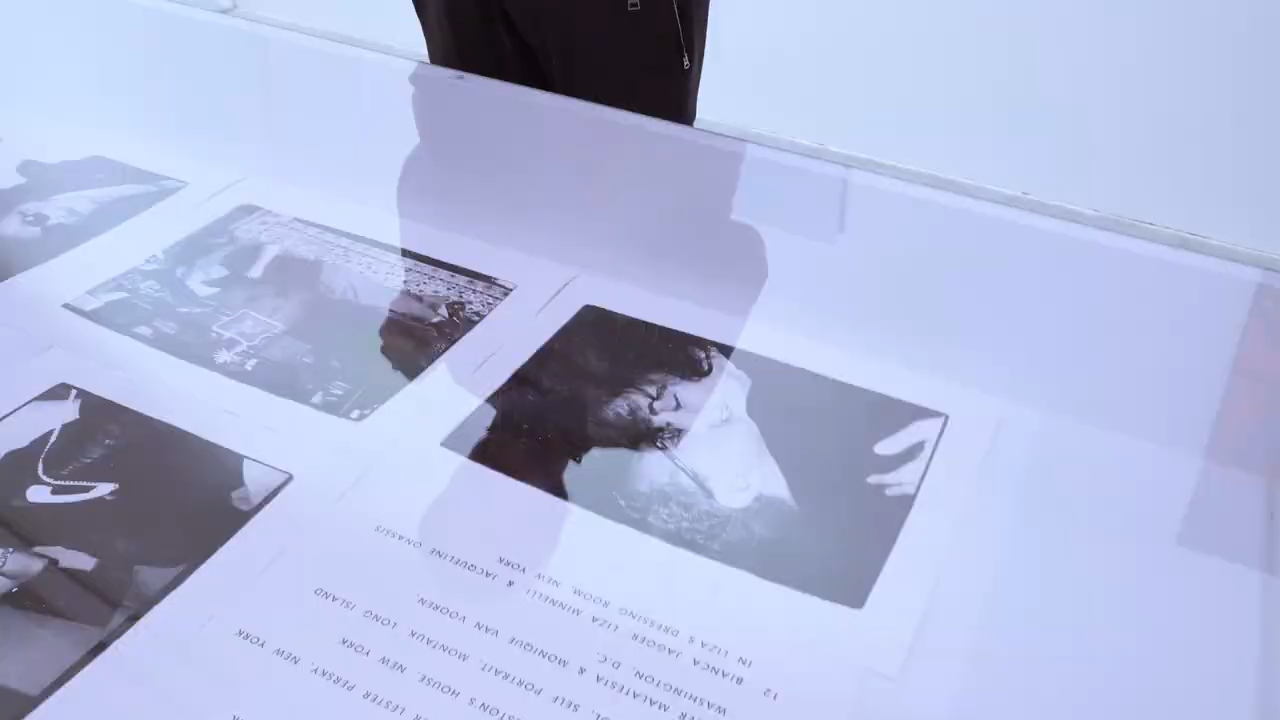 LESTER PERSKY, NEW YORK
HOUSE, NEW YORK
SELF PORTRAIT, MONTAUK LONG ISLAND
MALATESIA & MONIQUE VAN VOOREN,
WASHINGTON, D.C.
12 BIANCA JAGGER LIZA MINNELLI & JACQUELINE ONASSIS
IN LIZA'S DRESSING ROOM, NEW YORK